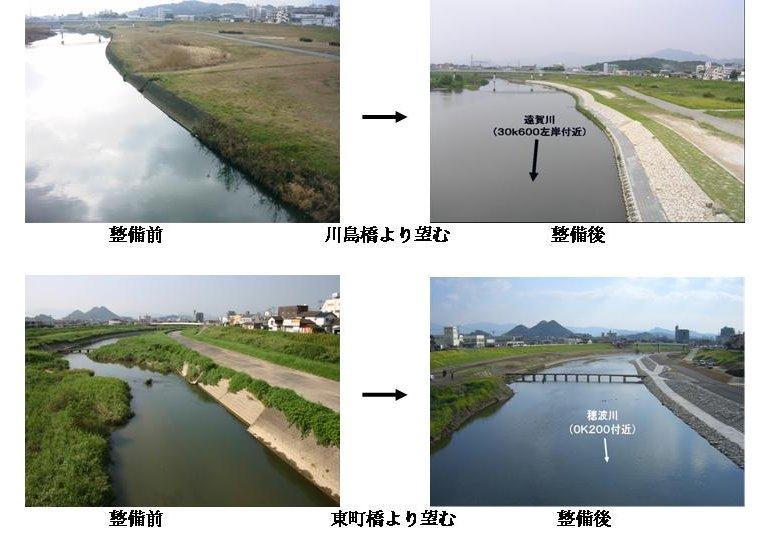 遠賀川
(30k600左岸付近)
整備前 川島橋より望む 整備後
穂波川
(0K200付近)
整備前 東町橋より望む 整備後